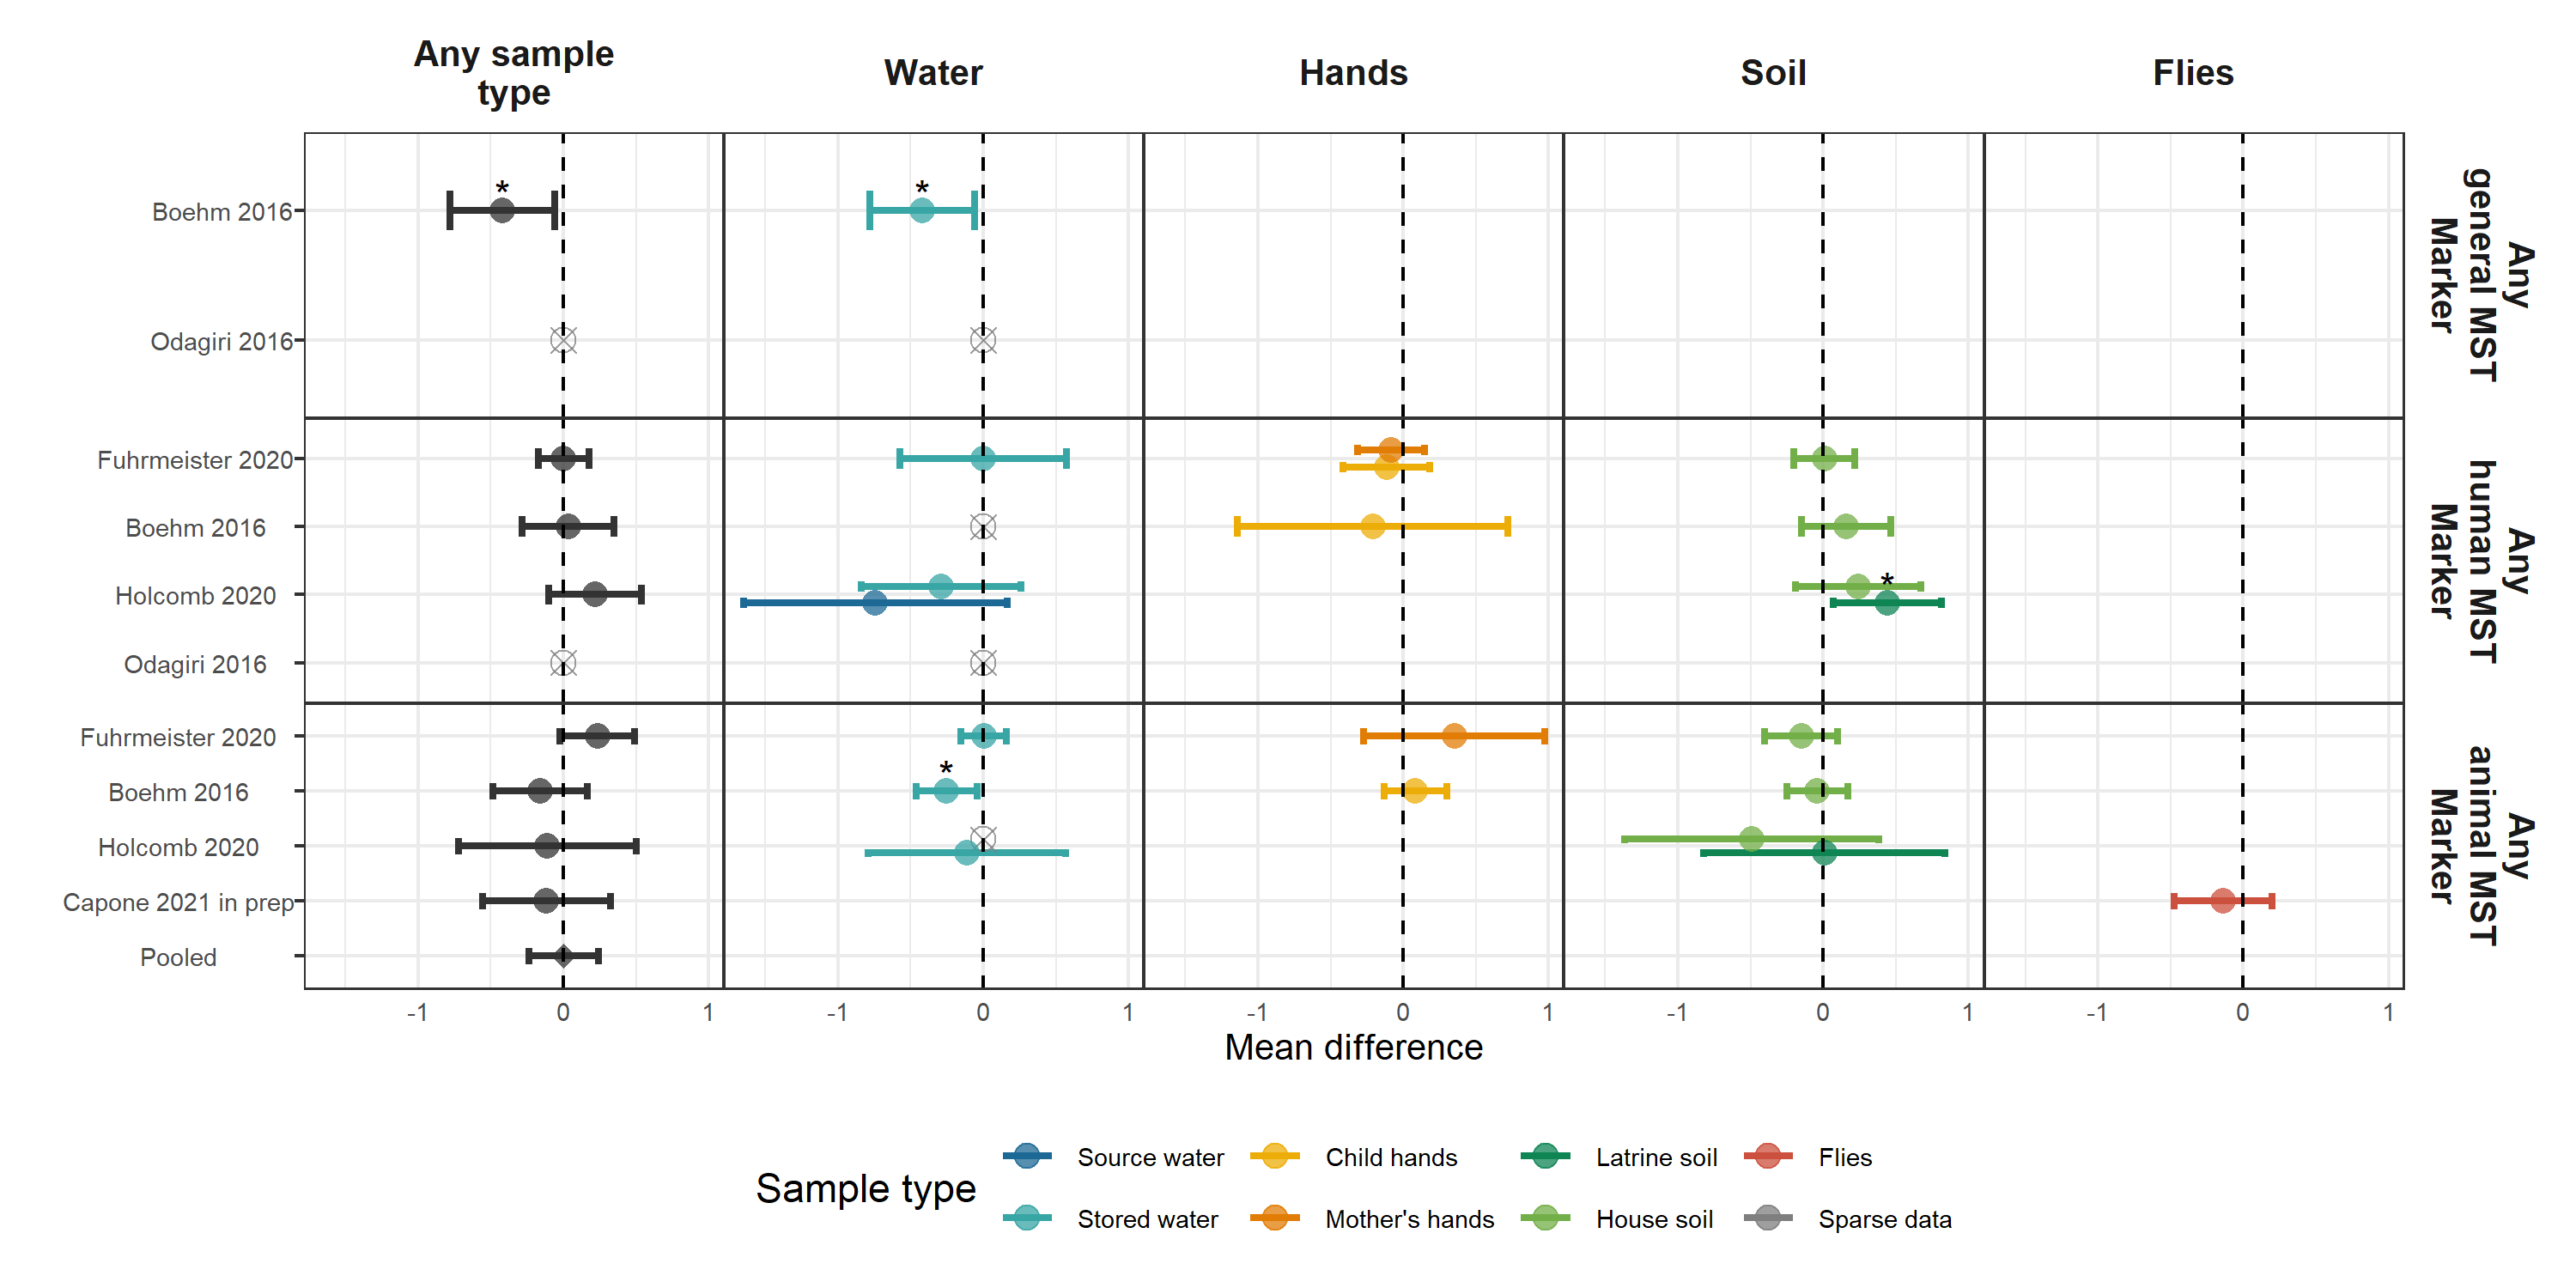 Any sample
type
Water
Hands
Soil
Flies
Boehm 2016
*
*
Odagiri 2016
Any
general MST
Marker
Fuhrmeister 2020
Boehm 2016
Holcomb 2020
*
Odagiri 2016
Any
human MST
Marker
Fuhrmeister 2020
*
Boehm 2016
Holcomb 2020
Capone 2021 in prep
Pooled
Any
animal MST
Marker
-1 0 1 -1 0 1 -1 0 1 -1 0 1 -1 0 1
Mean difference
Sample type
Source water Child hands Latrine soil Flies
Stored water Mother's hands House soil Sparse data